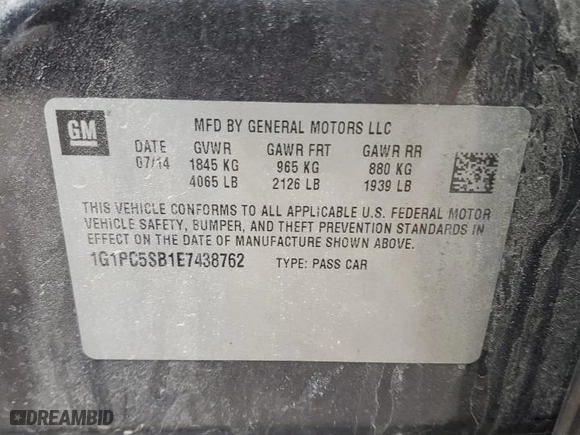 GM
MFD BY GENERAL MOTORS LLC
DATE GVWR GAWR FRT GAWR RR
07/14 1845 KG 965 KG 880 KG
4065 LB 2126 LB 1939 LB
THIS VEHICLE CONFORMS TO ALL APPLICABLE U.S. FEDERAL MOTOR
VEHICLE SAFETY, BUMPER, AND THEFT PREVENTION STANDARDS IN
EFFECT ON THE DATE OF MANUFACTURE SHOWN ABOVE.
1G1PC5SB1E7438762 TYPE: PASS CAR
DREAMBID